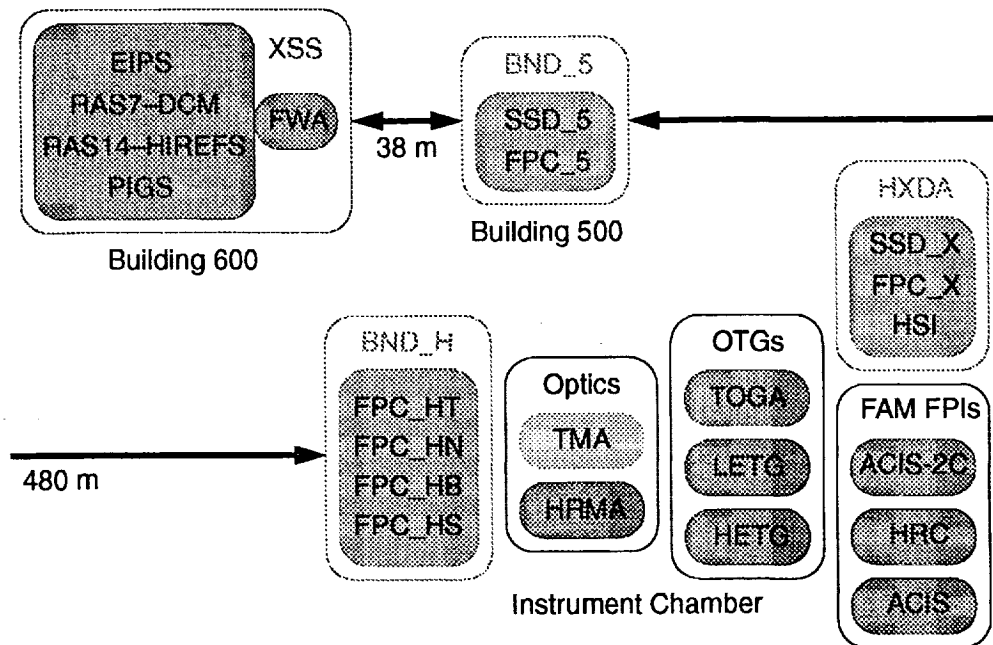 XSS
EIPS
RAS7-DCM
RAS14-HIREFS
PIGS
FWA
Building 600
38 m
BND_5
SSD_5
FPC_5
Building 500
HXDA
SSD_X
FPC_X
HSI
480 m
BND_H
FPC_HT
FPC_HN
FPC_HB
FPC_HS
Optics
TMA
HRMA
OTGs
TOGA
LETG
HETG
FAM FPIs
ACIS-2C
HRC
ACIS
Instrument Chamber